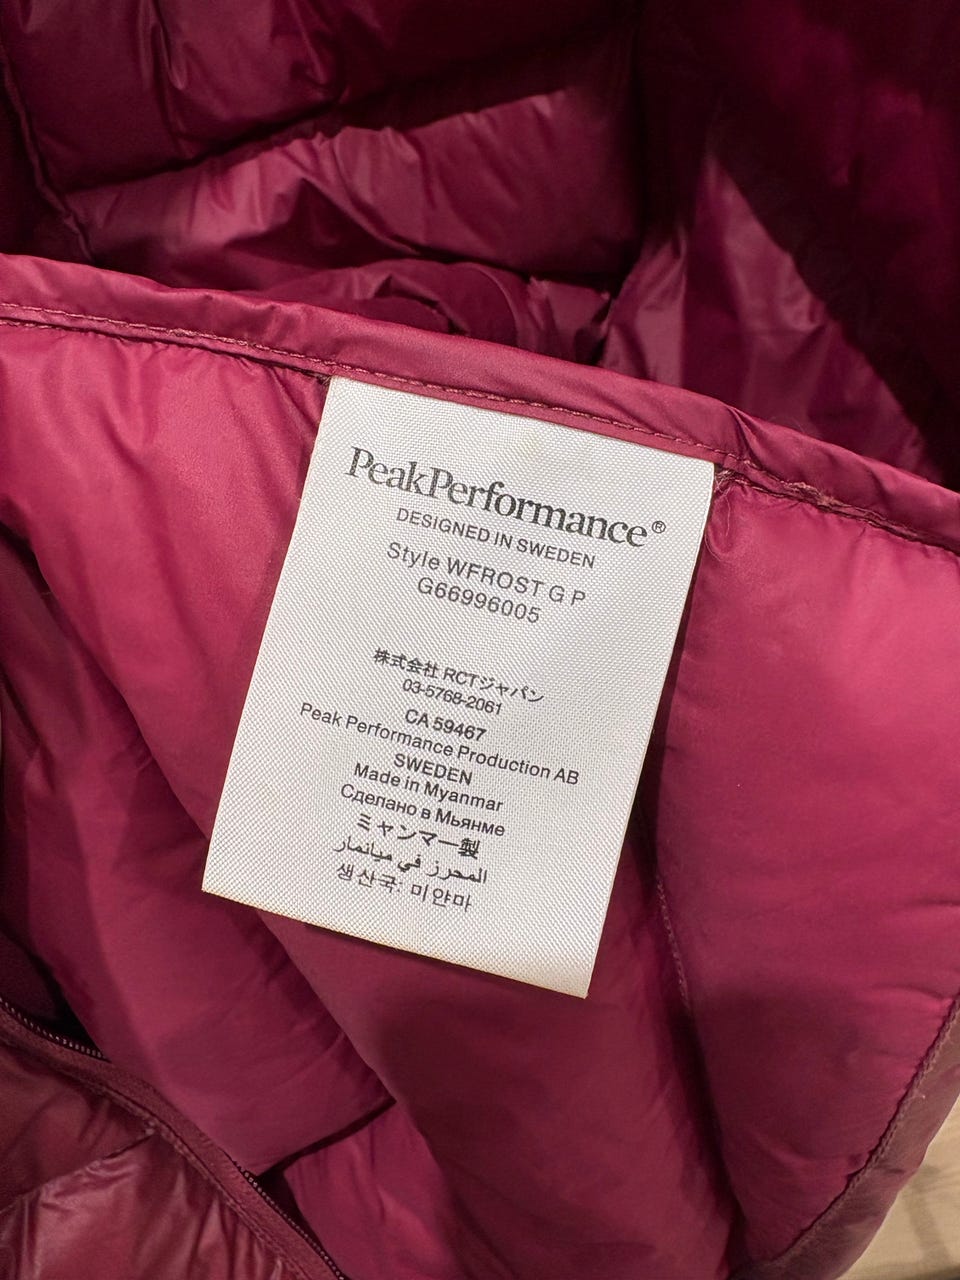 PeakPerformance®
DESIGNED IN SWEDEN
Style WFROST G P
G66996005
株式会社 RCTジャパン
03-5768-2061
CA 59467
Peak Performance Production AB
SWEDEN
Made in Myanmar
Сделано в Мьянме
ミャンマー製
المحرز في ميانمار
생산국: 미얀마